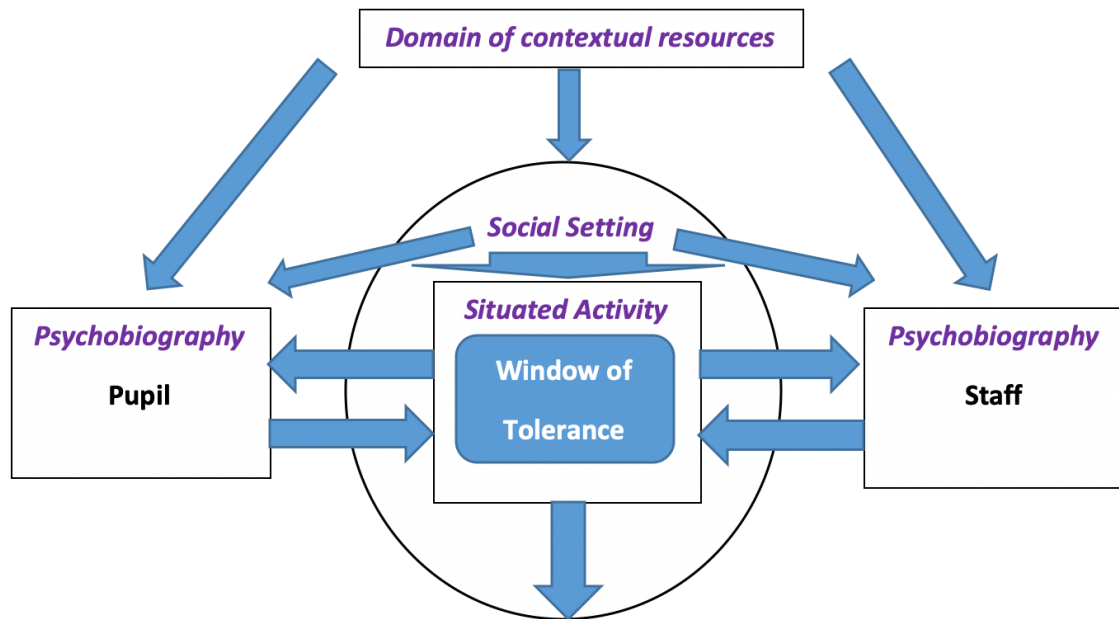 Domain of contextual resources
Social Setting
Situated Activity
Psychobiography
Pupil
Window of
Tolerance
Psychobiography
Staff